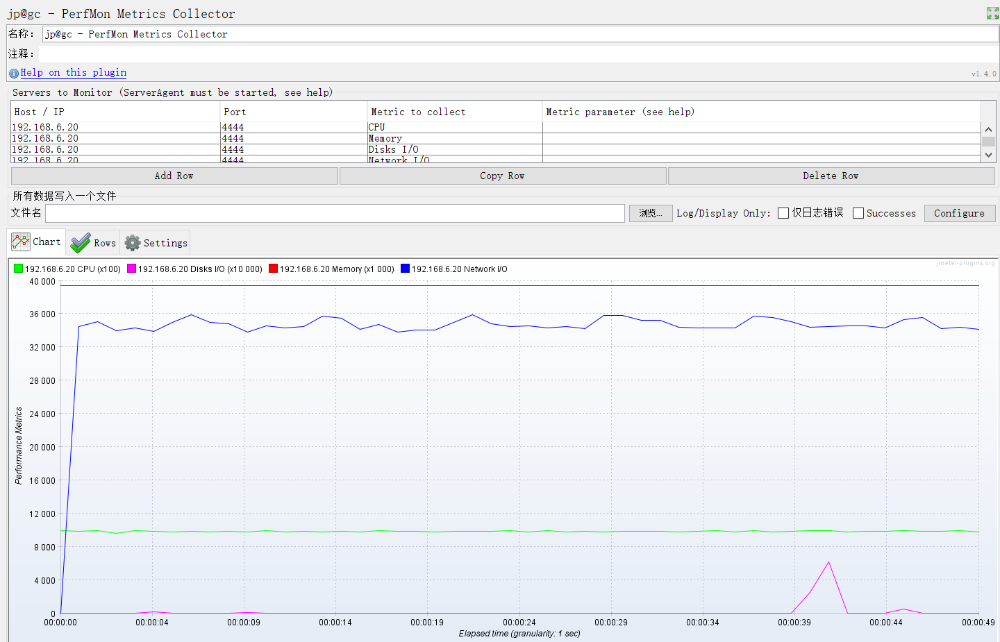 jp@gc - PerfMon Metrics Collector
名称： jp@gc - PerfMon Metrics Collector
注释：
Help on this plugin v1.4.0
Servers to Monitor (ServerAgent must be started, see help)
Host / IP Port Metric to collect Metric parameter (see help)
192.168.6.20 4444 CPU
192.168.6.20 4444 Memory
192.168.6.20 4444 Disks I/O
192.168.6.20 4444 Network I/O
Add Row Copy Row Delete Row
所有数据写入一个文件
文件名 浏览... Log/Display Only: 仅日志错误 Successes Configure
Chart Rows Settings
jmeter-plugins.org
192.168.6.20 CPU (x100) 192.168.6.20 Disks I/O (x10 000) 192.168.6.20 Memory (x1 000) 192.168.6.20 Network I/O
40 000
36 000
32 000
28 000
24 000
20 000
16 000
12 000
8 000
4 000
0
Performance Metrics
00:00:00 00:00:04 00:00:09 00:00:14 00:00:19 00:00:24 00:00:29 00:00:34 00:00:39 00:00:44 00:00:49
Elapsed time (granularity: 1 sec)